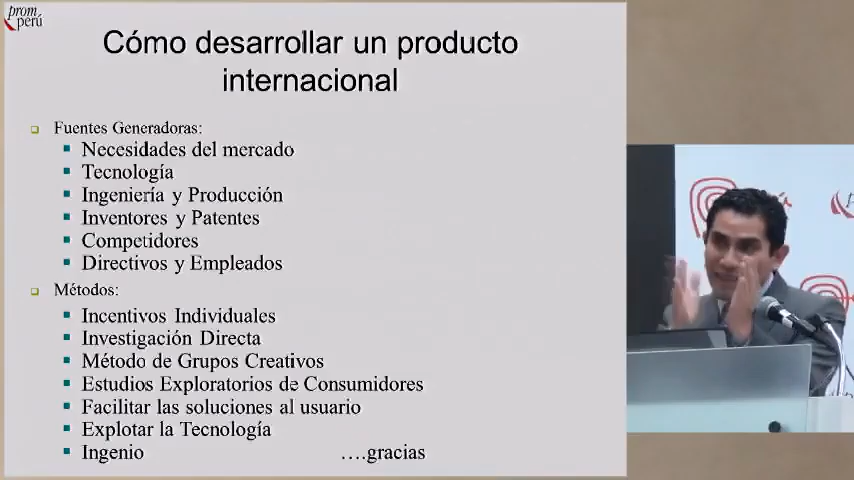 prom
perú
Cómo desarrollar un producto
internacional
Fuentes Generadoras:
Necesidades del mercado
Tecnología
Ingeniería y Producción
Inventores y Patentes
Competidores
Directivos y Empleados
Métodos:
Incentivos Individuales
Investigación Directa
Método de Grupos Creativos
Estudios Exploratorios de Consumidores
Facilitar las soluciones al usuario
Explotar la Tecnología
Ingenio ….gracias